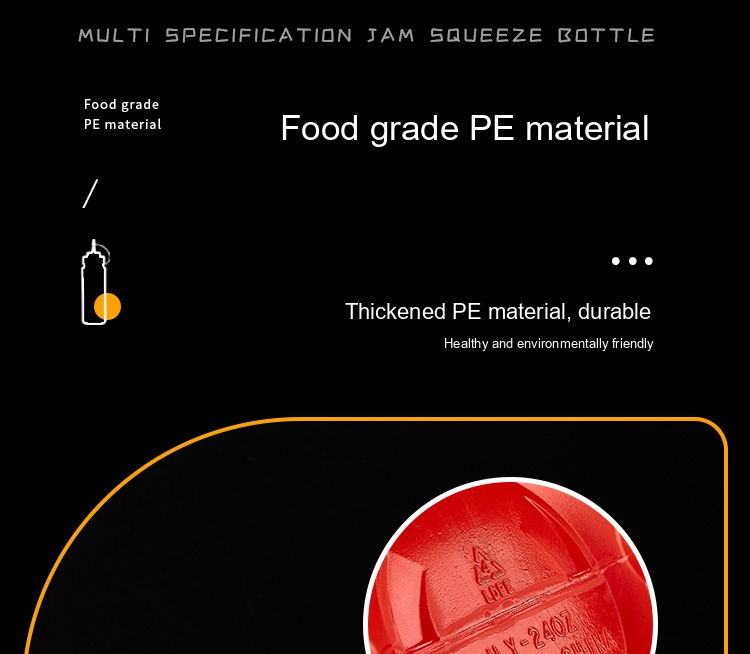 MULTI SPECIFICATION JAM SQUEEZE BOTTLE
Food grade
PE material
Food grade PE material
/
Thickened PE material, durable
Healthy and environmentally friendly
4
LDPE
Y-24OZ